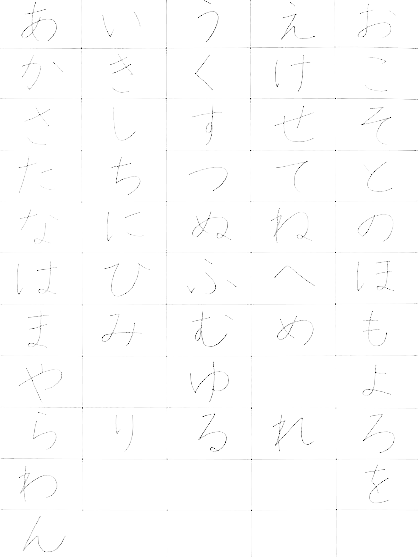 あ い う え お
か き く け こ
さ し す せ そ
た ち つ て と
な に ぬ ね の
は ひ ふ へ ほ
ま み む め も
や ゆ よ
ら り る れ ろ
わ を
ん